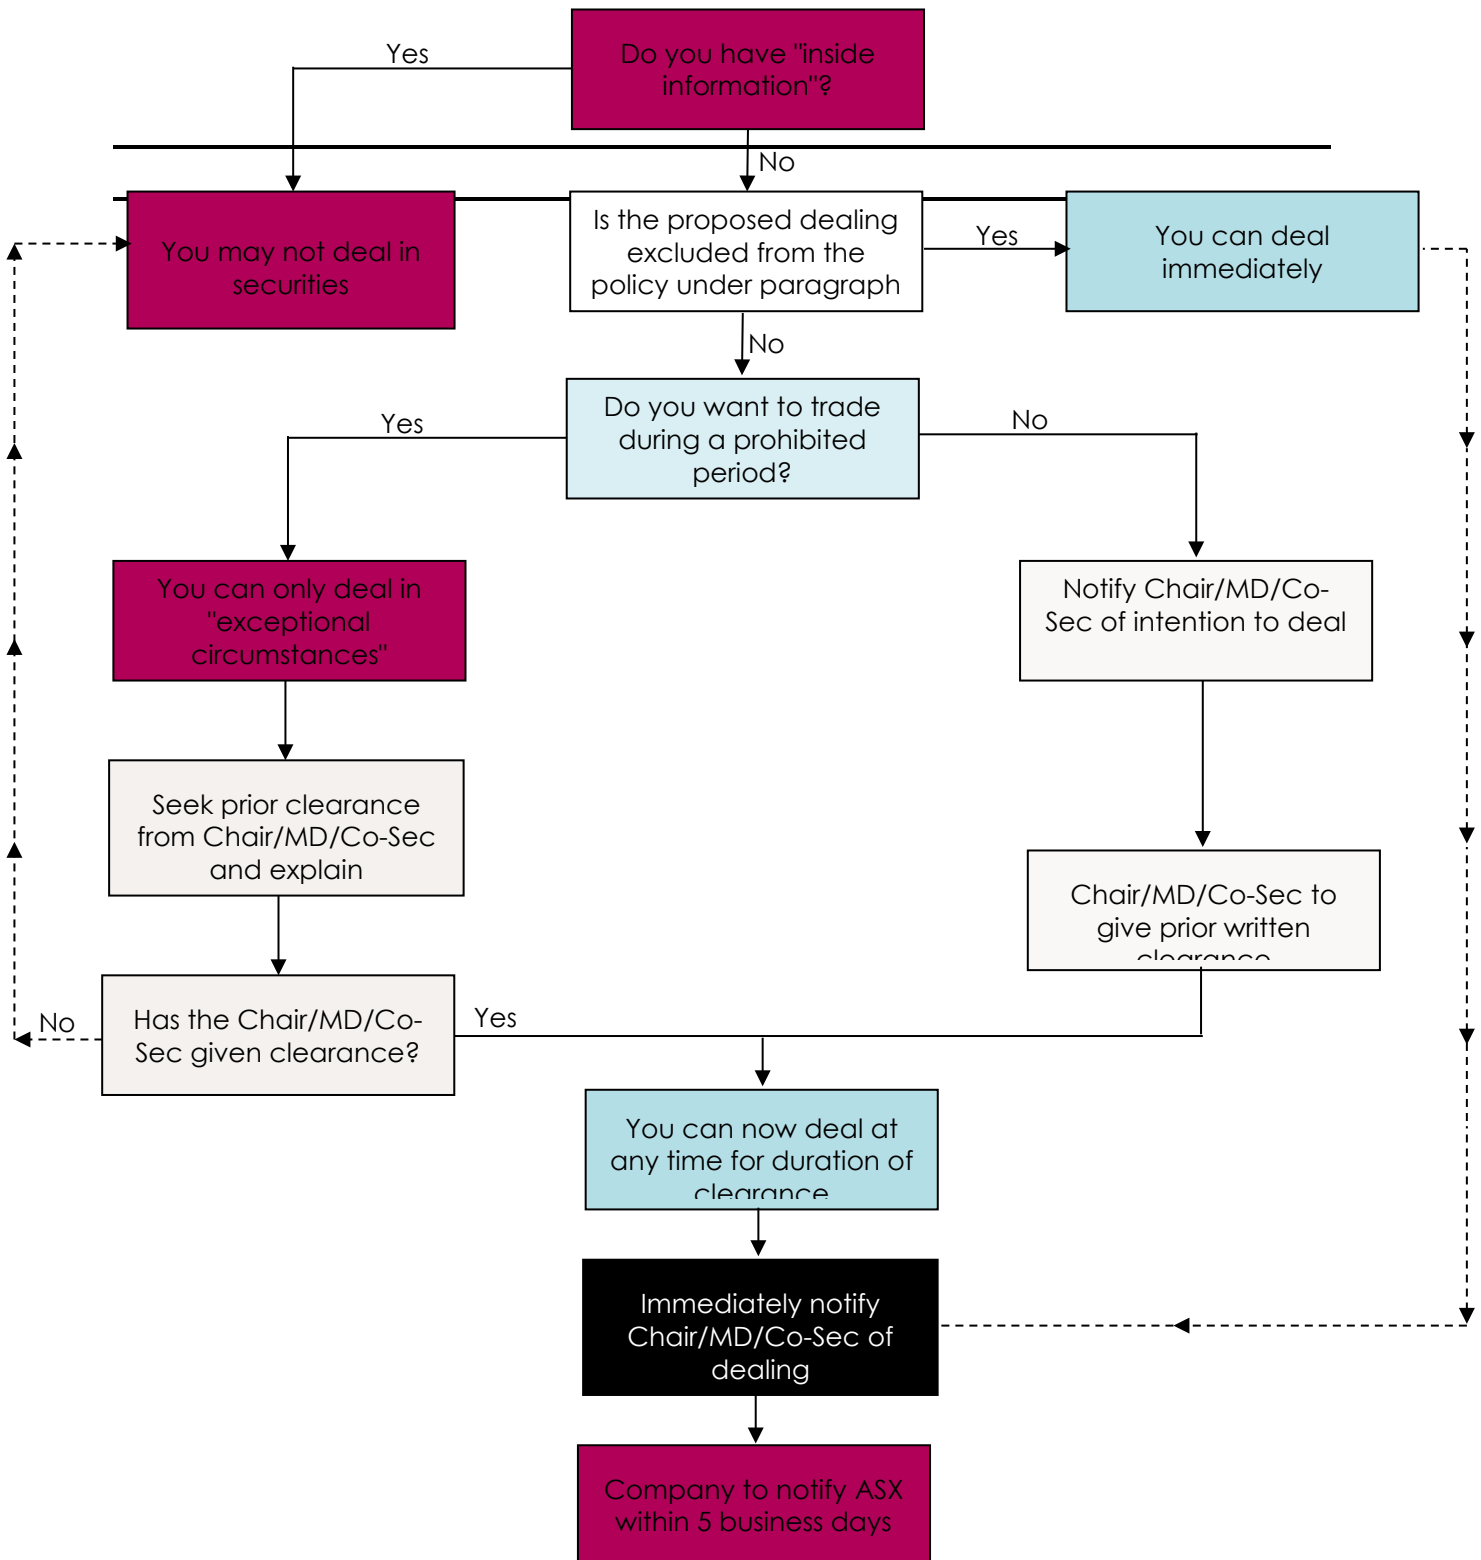 Yes
Do you have "inside
information"?
No
You may not deal in
securities
Is the proposed dealing
excluded from the
policy under paragraph
Yes
You can deal
immediately
No
Yes
Do you want to trade
during a prohibited
period?
No
You can only deal in
"exceptional
circumstances"
Notify Chair/MD/Co-
Sec of intention to deal
Seek prior clearance
from Chair/MD/Co-Sec
and explain
Chair/MD/Co-Sec to
give prior written
clearance
No
Has the Chair/MD/Co-
Sec given clearance?
Yes
You can now deal at
any time for duration of
clearance
Immediately notify
Chair/MD/Co-Sec of
dealing
Company to notify ASX
within 5 business days